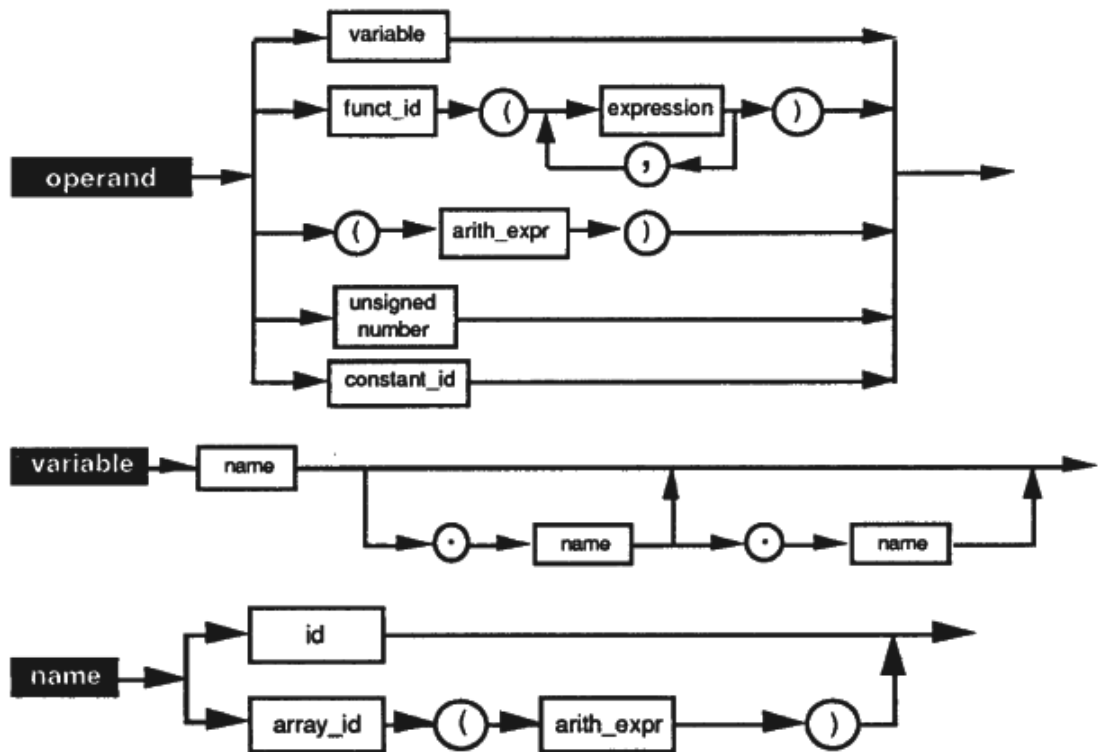 variable
funct_id ( expression )
,
operand
( arith_expr )
unsigned
number
constant_id
variable name
. name . name
id
name
array_id ( arith_expr )